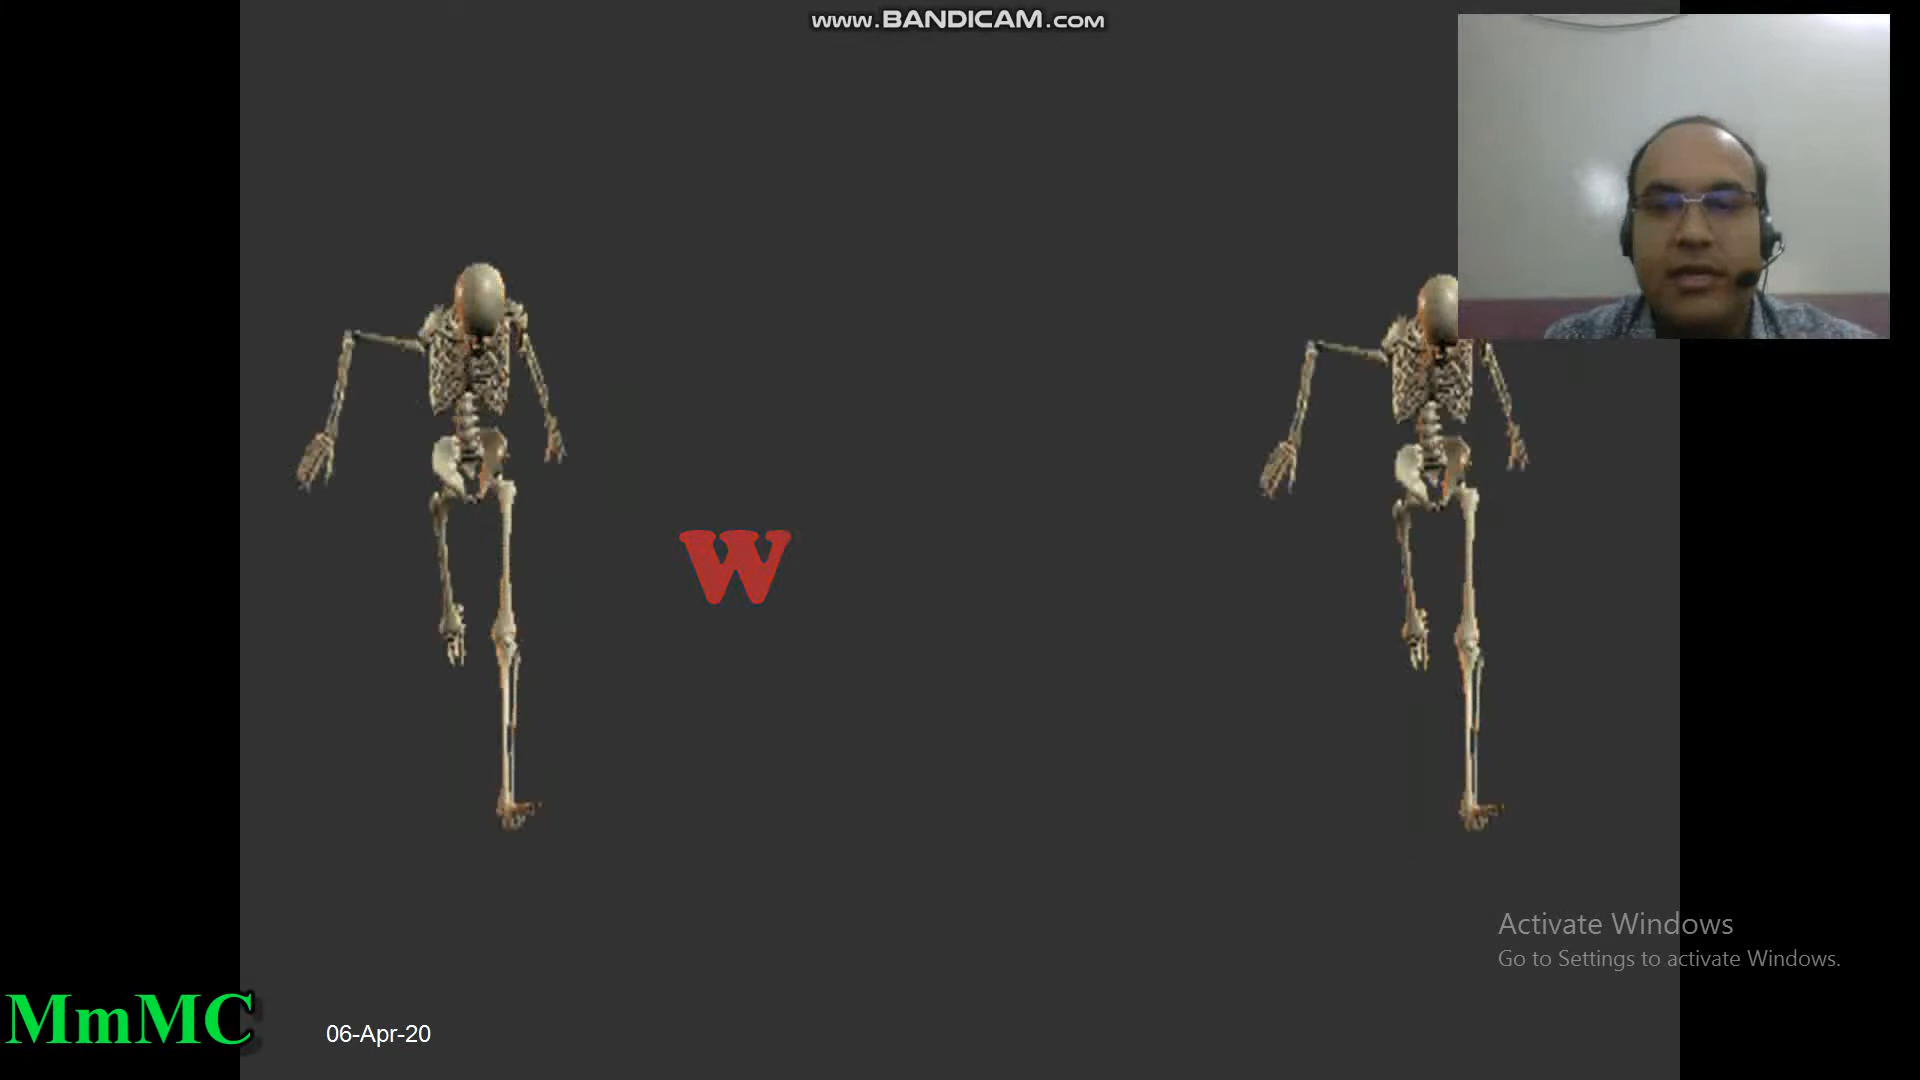 www.BANDICAM.com
W
Activate Windows
Go to Settings to activate Windows.
MmMC
06-Apr-20